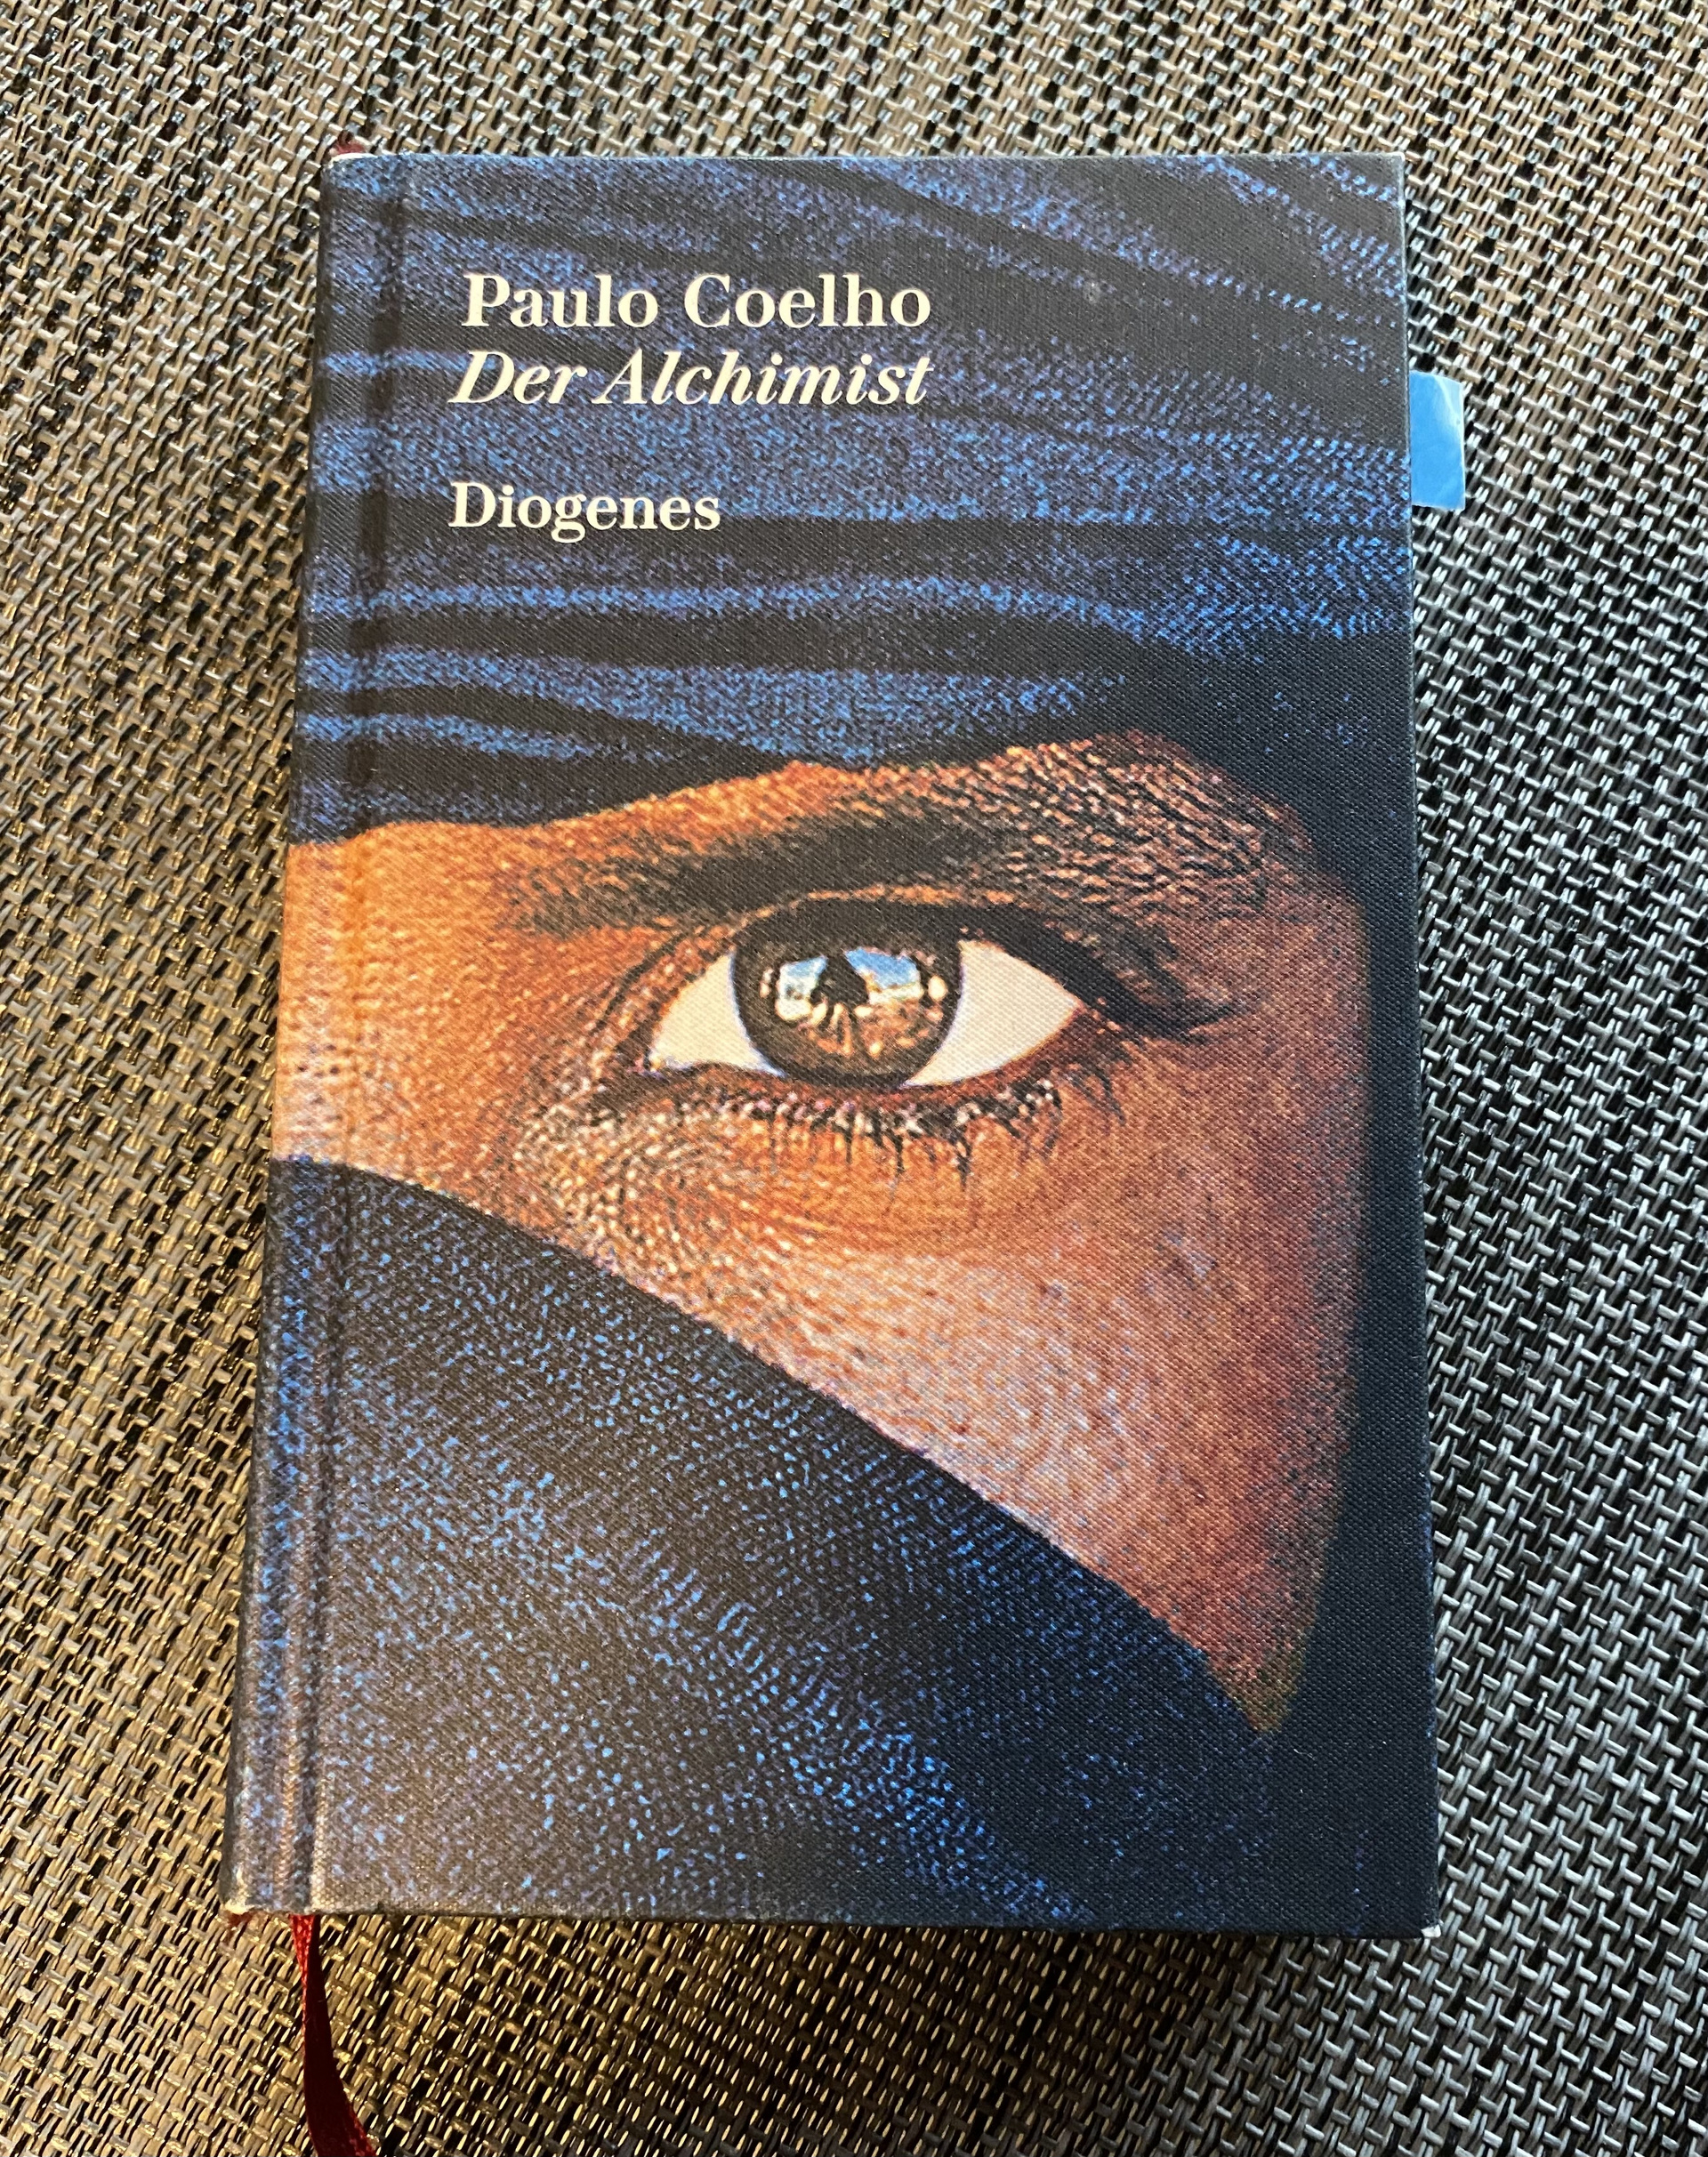 Paulo Coelho
Der Alchimist
Diogenes